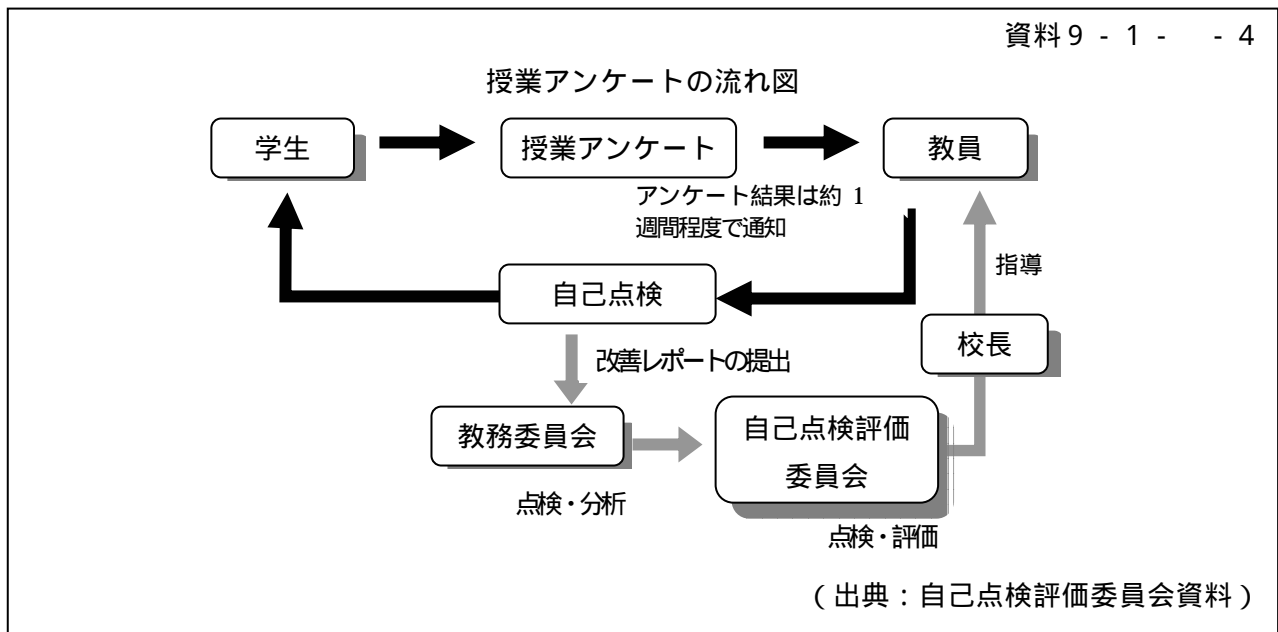 資料9-1- -4
授業アンケートの流れ図
学生
授業アンケート
教員
アンケート結果は約 1
週間程度で通知
指導
自己点検
校長
改善レポートの提出
教務委員会
自己点検評価
委員会
点検・分析
点検・評価
(出典:自己点検評価委員会資料)